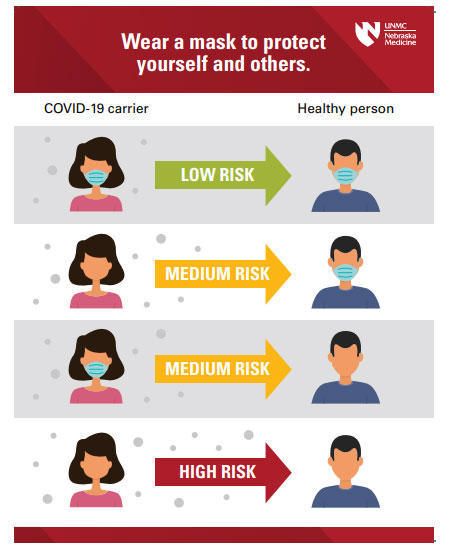 Wear a mask to protect
yourself and others.
UNMC
Nebraska
Medicine
COVID-19 carrier
Healthy person
LOW RISK
MEDIUM RISK
MEDIUM RISK
HIGH RISK